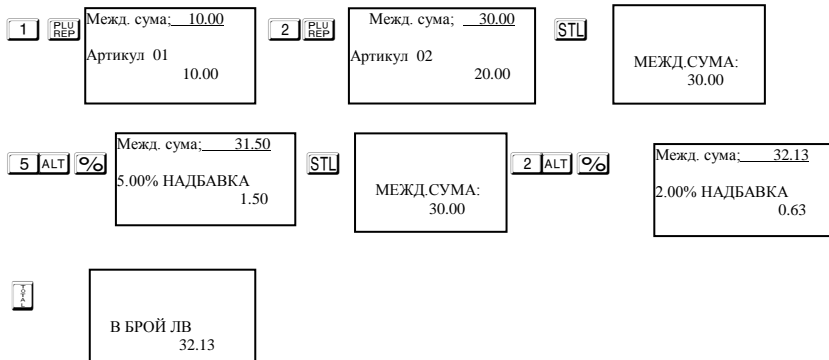 1 PLU REP
Межд. сума; 10.00
Артикул 01
10.00
2 PLU REP
Межд. сума; 30.00
Артикул 02
20.00
STL
МЕЖД.СУМА:
30.00
5 ALT %
Межд. сума; 31.50
5.00% НАДБАВКА
1.50
STL
МЕЖД.СУМА:
30.00
2 ALT %
Межд. сума; 32.13
2.00% НАДБАВКА
0.63
TOTAL
В БРОЙ ЛВ
32.13